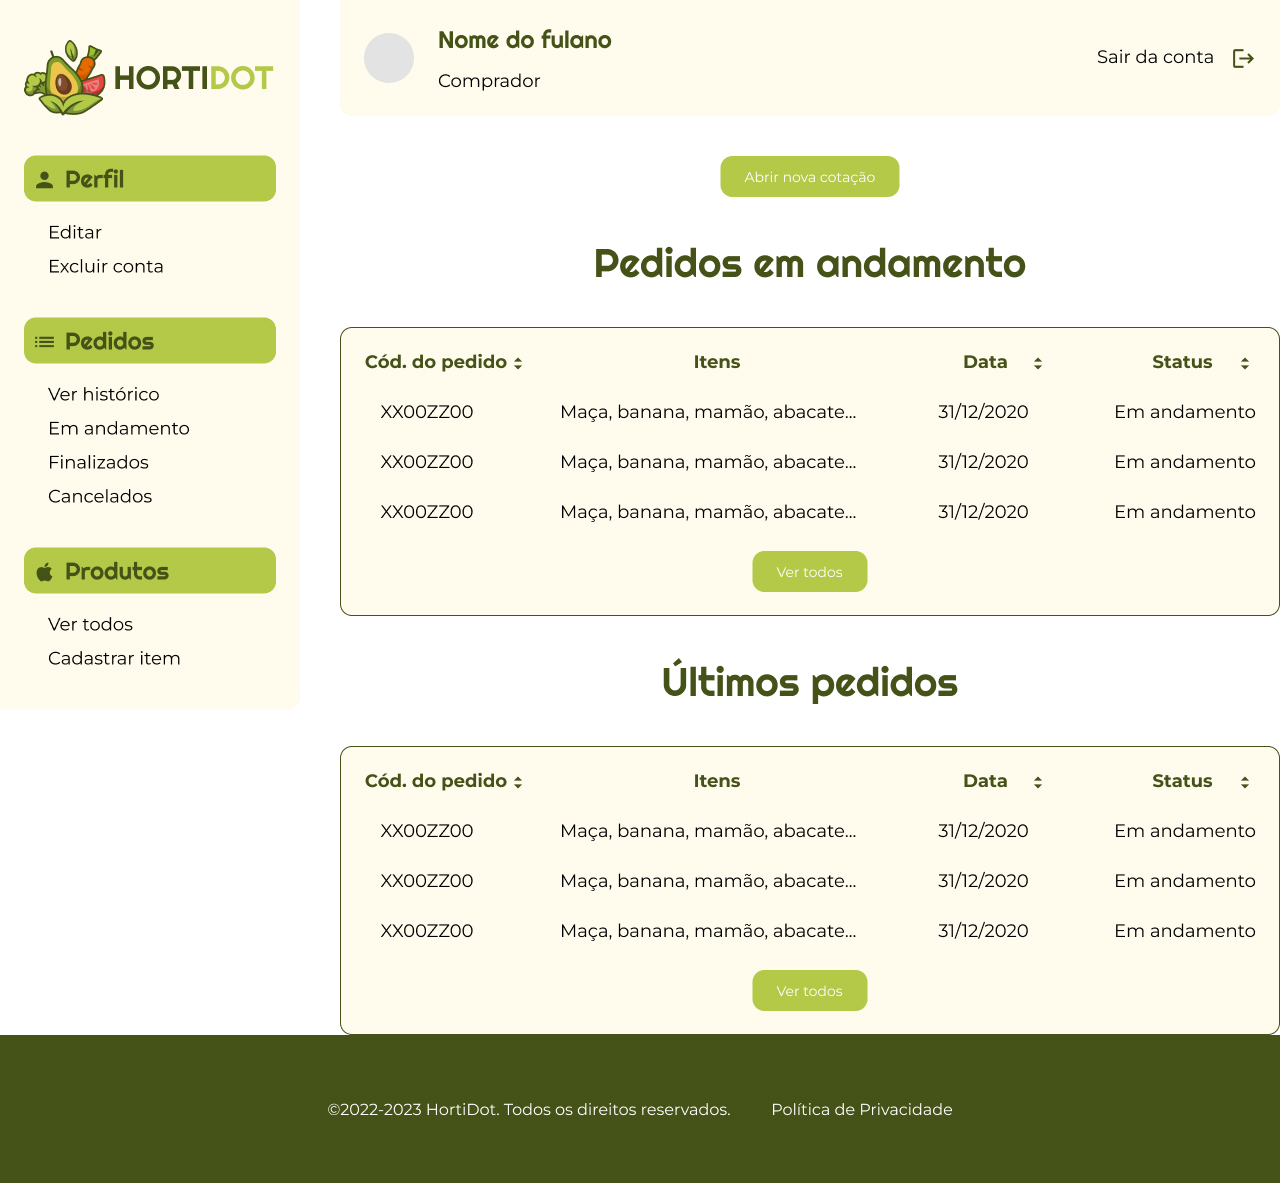 HORTIDOT
Perfil
Editar
Excluir conta
Pedidos
Ver histórico
Em andamento
Finalizados
Cancelados
Produtos
Ver todos
Cadastrar item
Nome do fulano
Comprador
Sair da conta
Abrir nova cotação
Pedidos em andamento
Cód. do pedido Itens Data Status
XX00ZZ00 Maça, banana, mamão, abacate... 31/12/2020 Em andamento
XX00ZZ00 Maça, banana, mamão, abacate... 31/12/2020 Em andamento
XX00ZZ00 Maça, banana, mamão, abacate... 31/12/2020 Em andamento
Ver todos
Últimos pedidos
Cód. do pedido Itens Data Status
XX00ZZ00 Maça, banana, mamão, abacate... 31/12/2020 Em andamento
XX00ZZ00 Maça, banana, mamão, abacate... 31/12/2020 Em andamento
XX00ZZ00 Maça, banana, mamão, abacate... 31/12/2020 Em andamento
Ver todos
©2022-2023 HortiDot. Todos os direitos reservados. Política de Privacidade